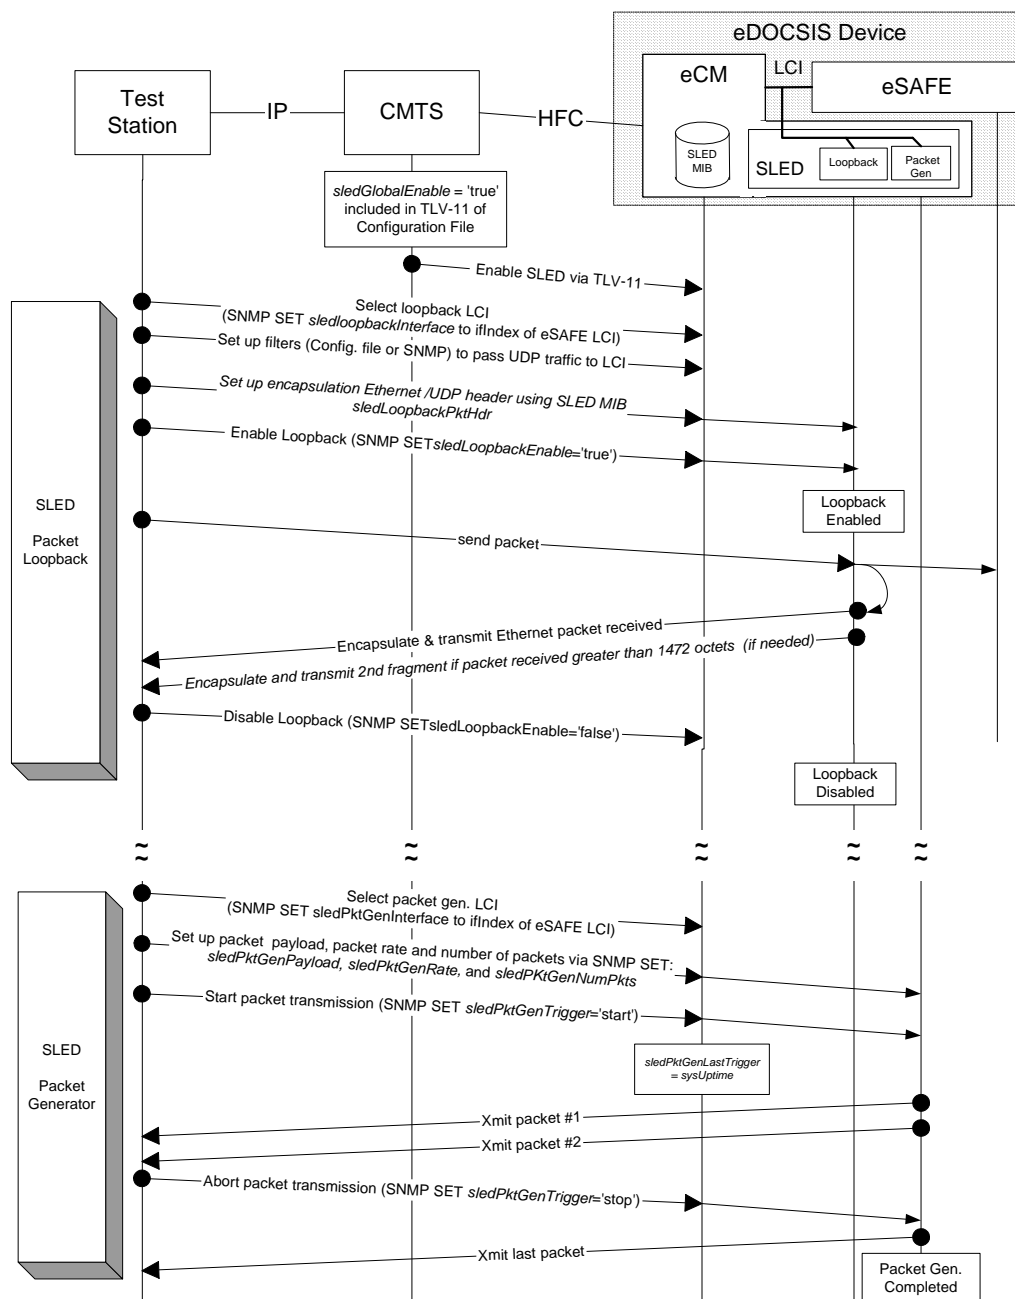 eDOCSIS Device
eCM
LCI
eSAFE
Test
Station
IP
CMTS
HFC
SLED
MIB
SLED
Loopback
Packet
Gen
sledGlobalEnable = 'true'
included in TLV-11 of
Configuration File
Enable SLED via TLV-11
Select loopback LCI
(SNMP SET sledloopbackInterface to ifIndex of eSAFE LCI)
Set up filters (Config. file or SNMP) to pass UDP traffic to LCI
Set up encapsulation Ethernet /UDP header using SLED MIB
sledLoopbackPktHdr
Enable Loopback (SNMP SETsledLoopbackEnable='true')
Loopback
Enabled
SLED
Packet
Loopback
send packet
Encapsulate & transmit Ethernet packet received
Encapsulate and transmit 2nd fragment if packet received greater than 1472 octets (if needed)
Disable Loopback (SNMP SETsledLoopbackEnable='false')
Loopback
Disabled
≈ ≈ ≈ ≈ ≈
Select packet gen. LCI
(SNMP SET sledPktGenInterface to ifIndex of eSAFE LCI)
Set up packet payload, packet rate and number of packets via SNMP SET:
sledPktGenPayload, sledPktGenRate, and sledPKtGenNumPkts
Start packet transmission (SNMP SET sledPktGenTrigger='start')
SLED
Packet
Generator
sledPktGenLastTrigger
= sysUptime
Xmit packet #1
Xmit packet #2
Abort packet transmission (SNMP SET sledPktGenTrigger='stop')
Xmit last packet
Packet Gen.
Completed